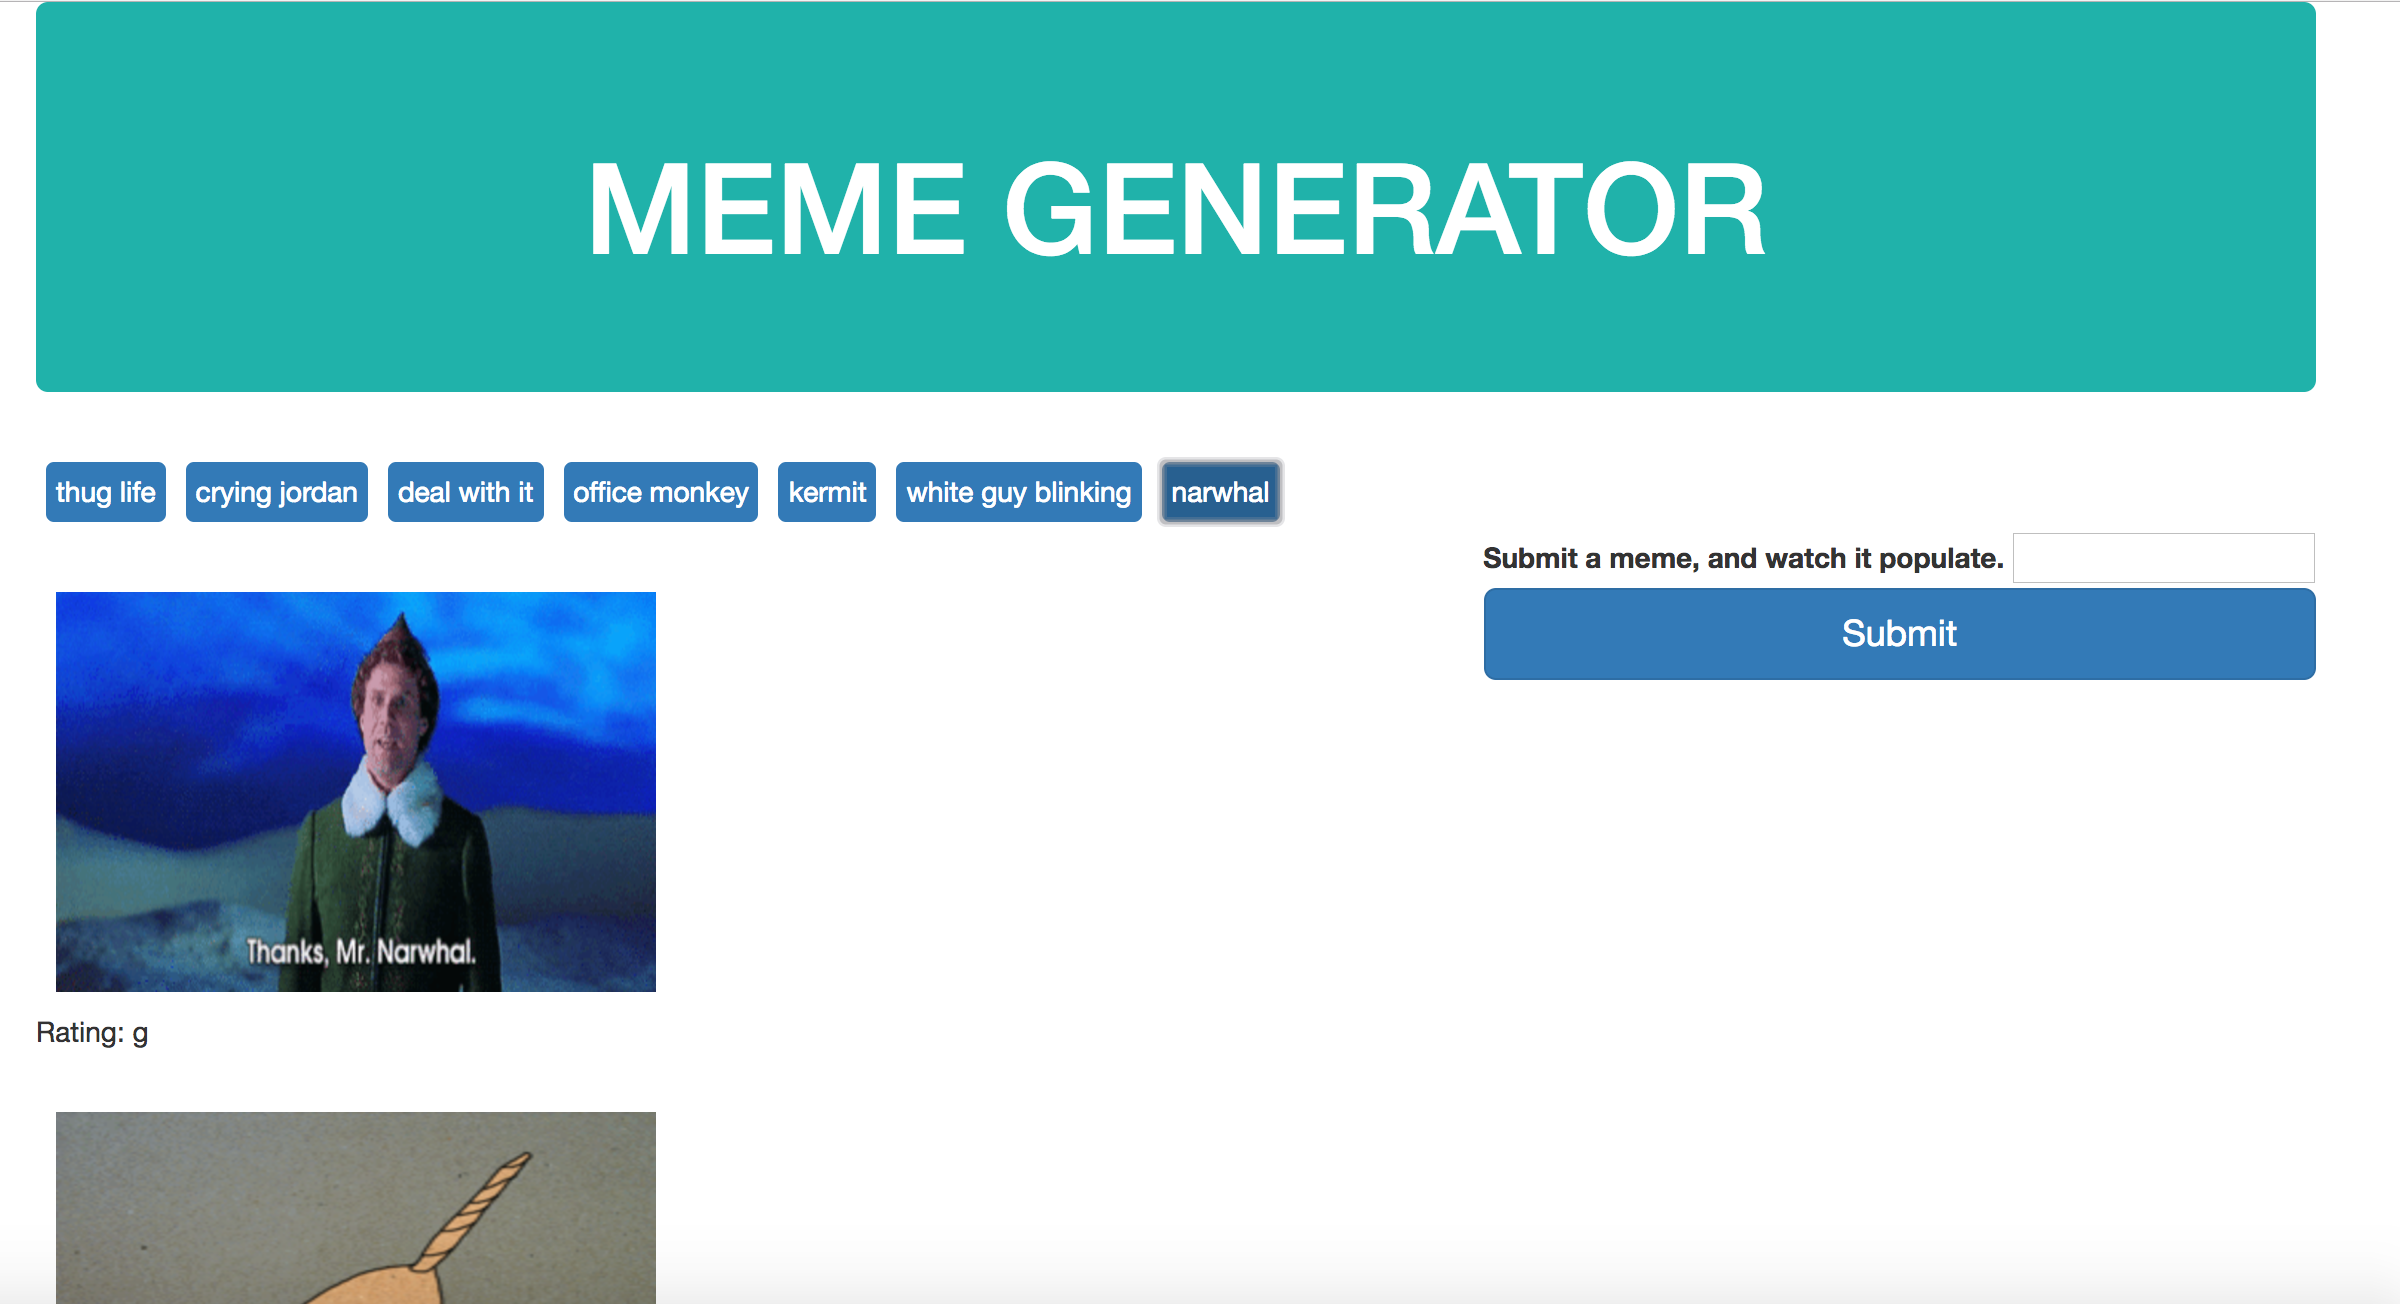 MEME GENERATOR
thug life crying jordan deal with it office monkey kermit white guy blinking narwhal
Submit a meme, and watch it populate.
Submit
Thanks, Mr. Narwhal.
Rating: g